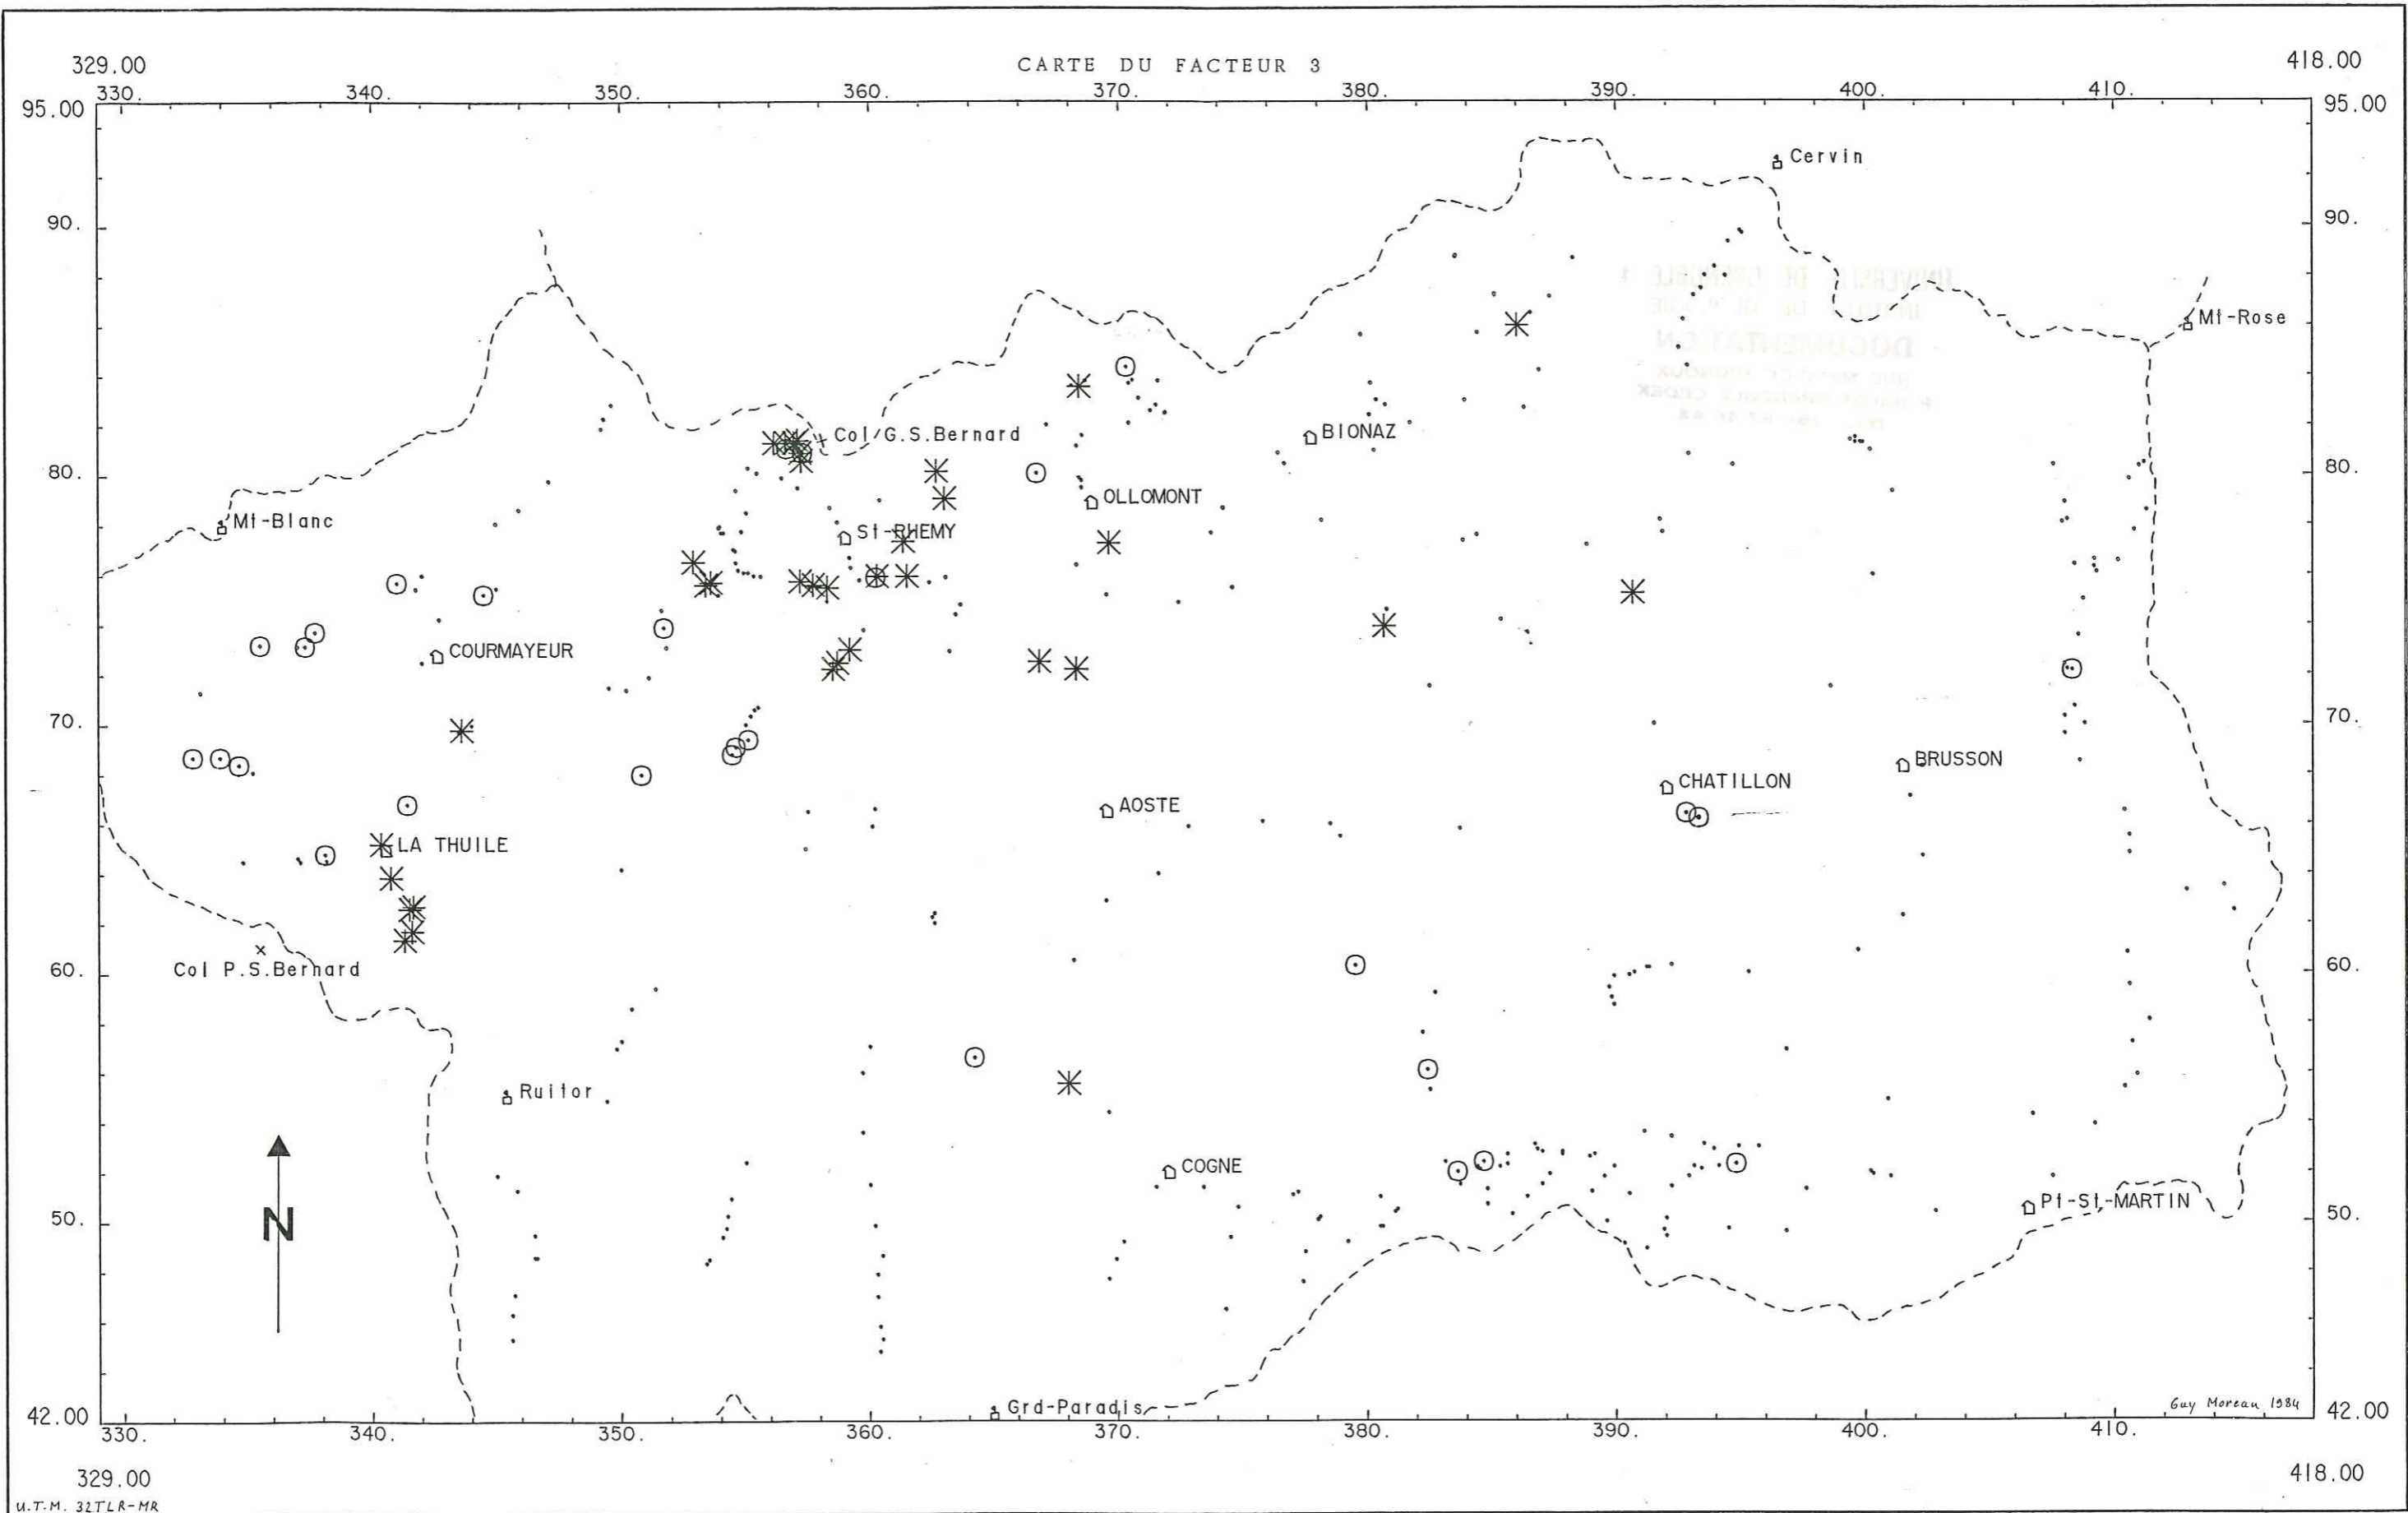 CARTE DU FACTEUR 3
329.00 418.00
330. 340. 350. 360. 370. 380. 390. 400. 410.
95.00 95.00
Cervin
90. 90.
Mt-Rose
Col G.S.Bernard
BIONAZ
80. 80.
OLLOMONT
Mt-Blanc
St-RHEMY
COURMAYEUR
70. 70.
BRUSSON
CHATILLON
AOSTE
LA THUILE
Col P.S.Bernard
60. 60.
Ruitor
COGNE
N
50. 50.
Pt-St-MARTIN
Grd-Paradis
Guy Moreau 1984
42.00 42.00
330. 340. 350. 360. 370. 380. 390. 400. 410.
329.00 418.00
U.T.M. 32TLR-MR
DOCUMENTATION